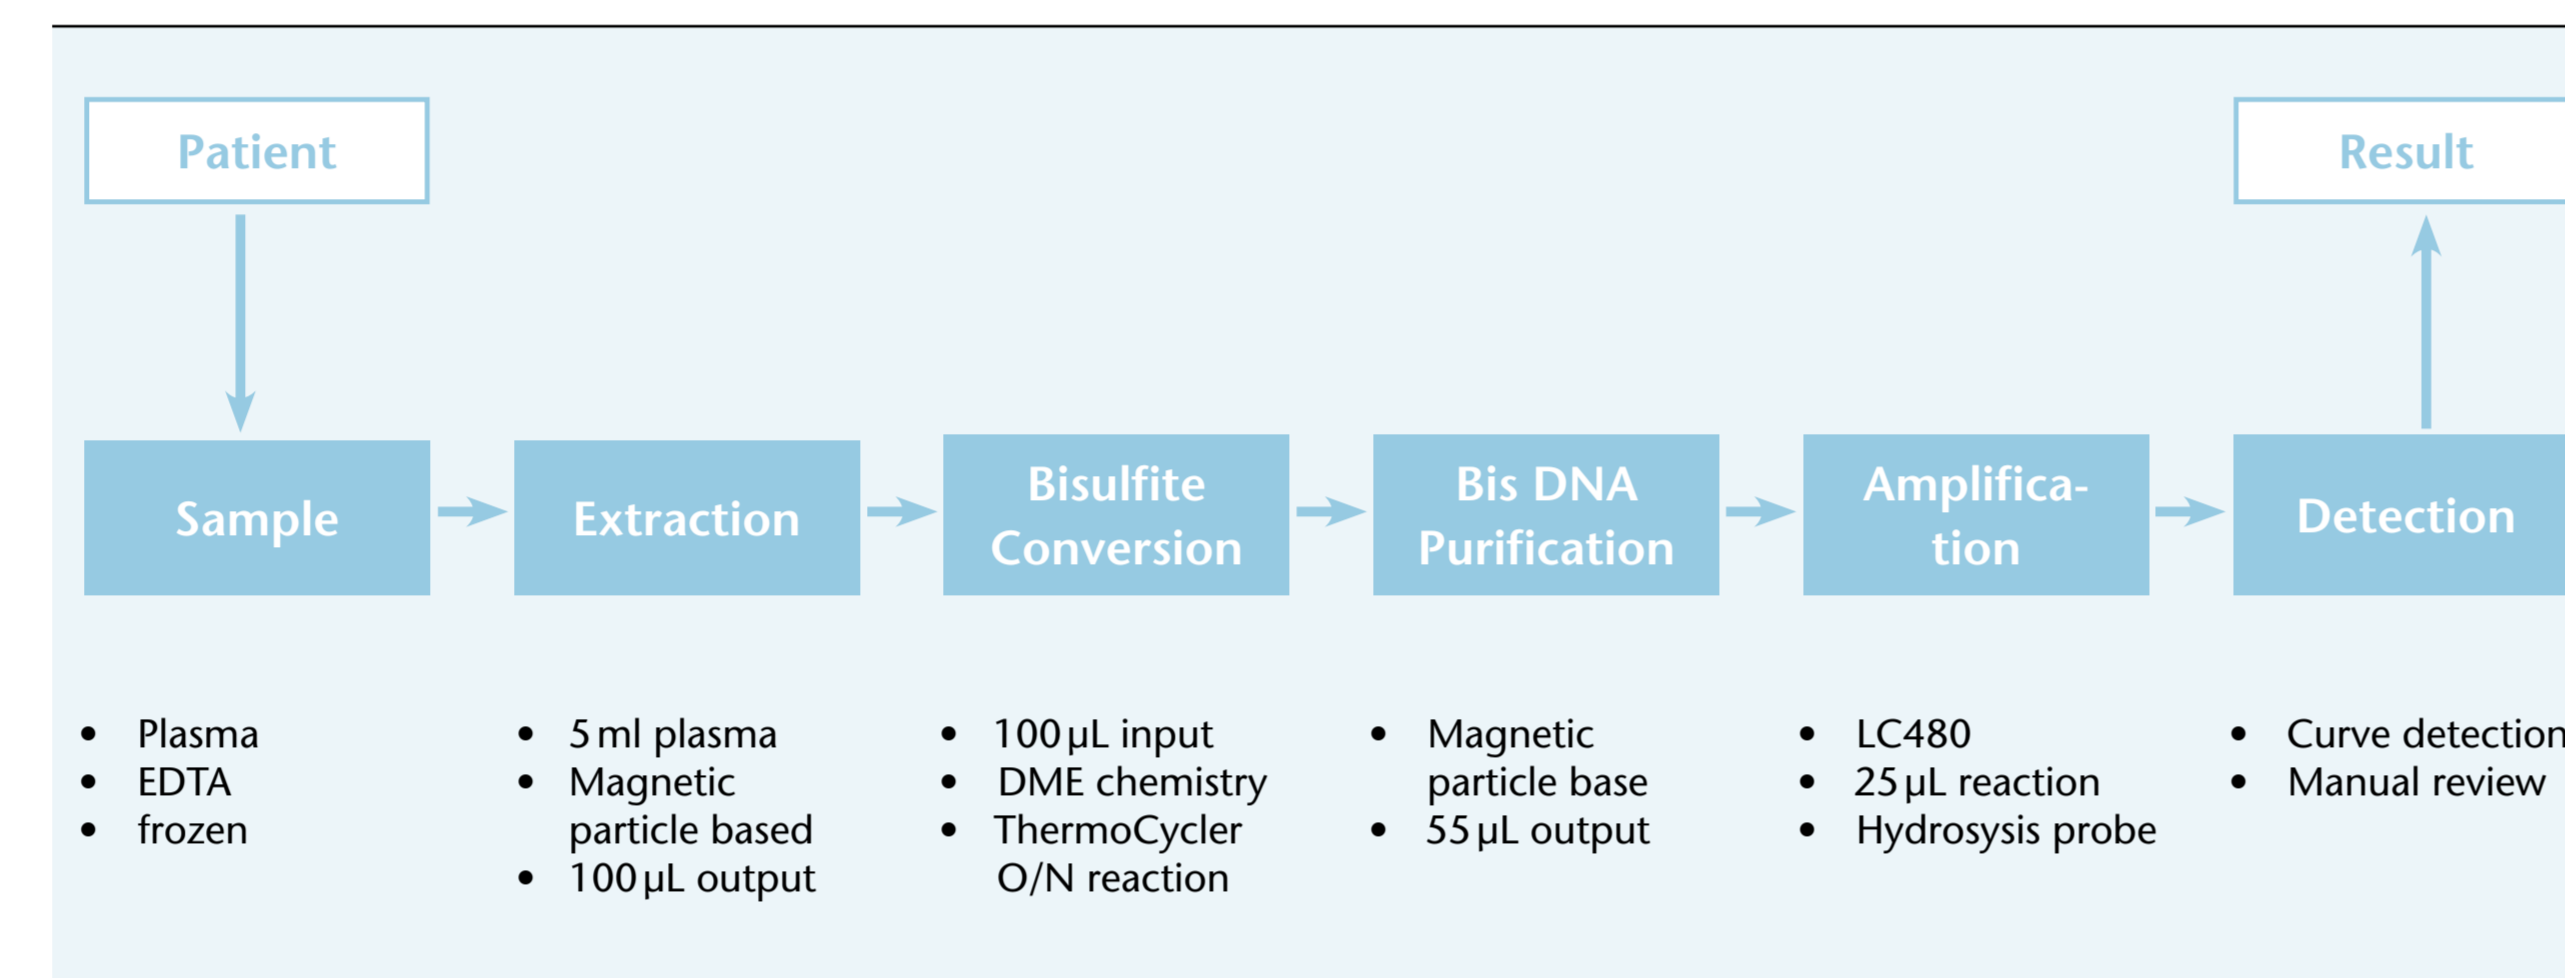 Patient
Result
Sample
Extraction
Bisulfite
Conversion
Bis DNA
Purification
Amplifica-
tion
Detection
• Plasma
• EDTA
• frozen
• 5 ml plasma
• Magnetic
particle based
• 100 µL output
• 100 µL input
• DME chemistry
• ThermoCycler
O/N reaction
• Magnetic
particle base
• 55 µL output
• LC480
• 25 µL reaction
• Hydrosysis probe
• Curve detection
• Manual review